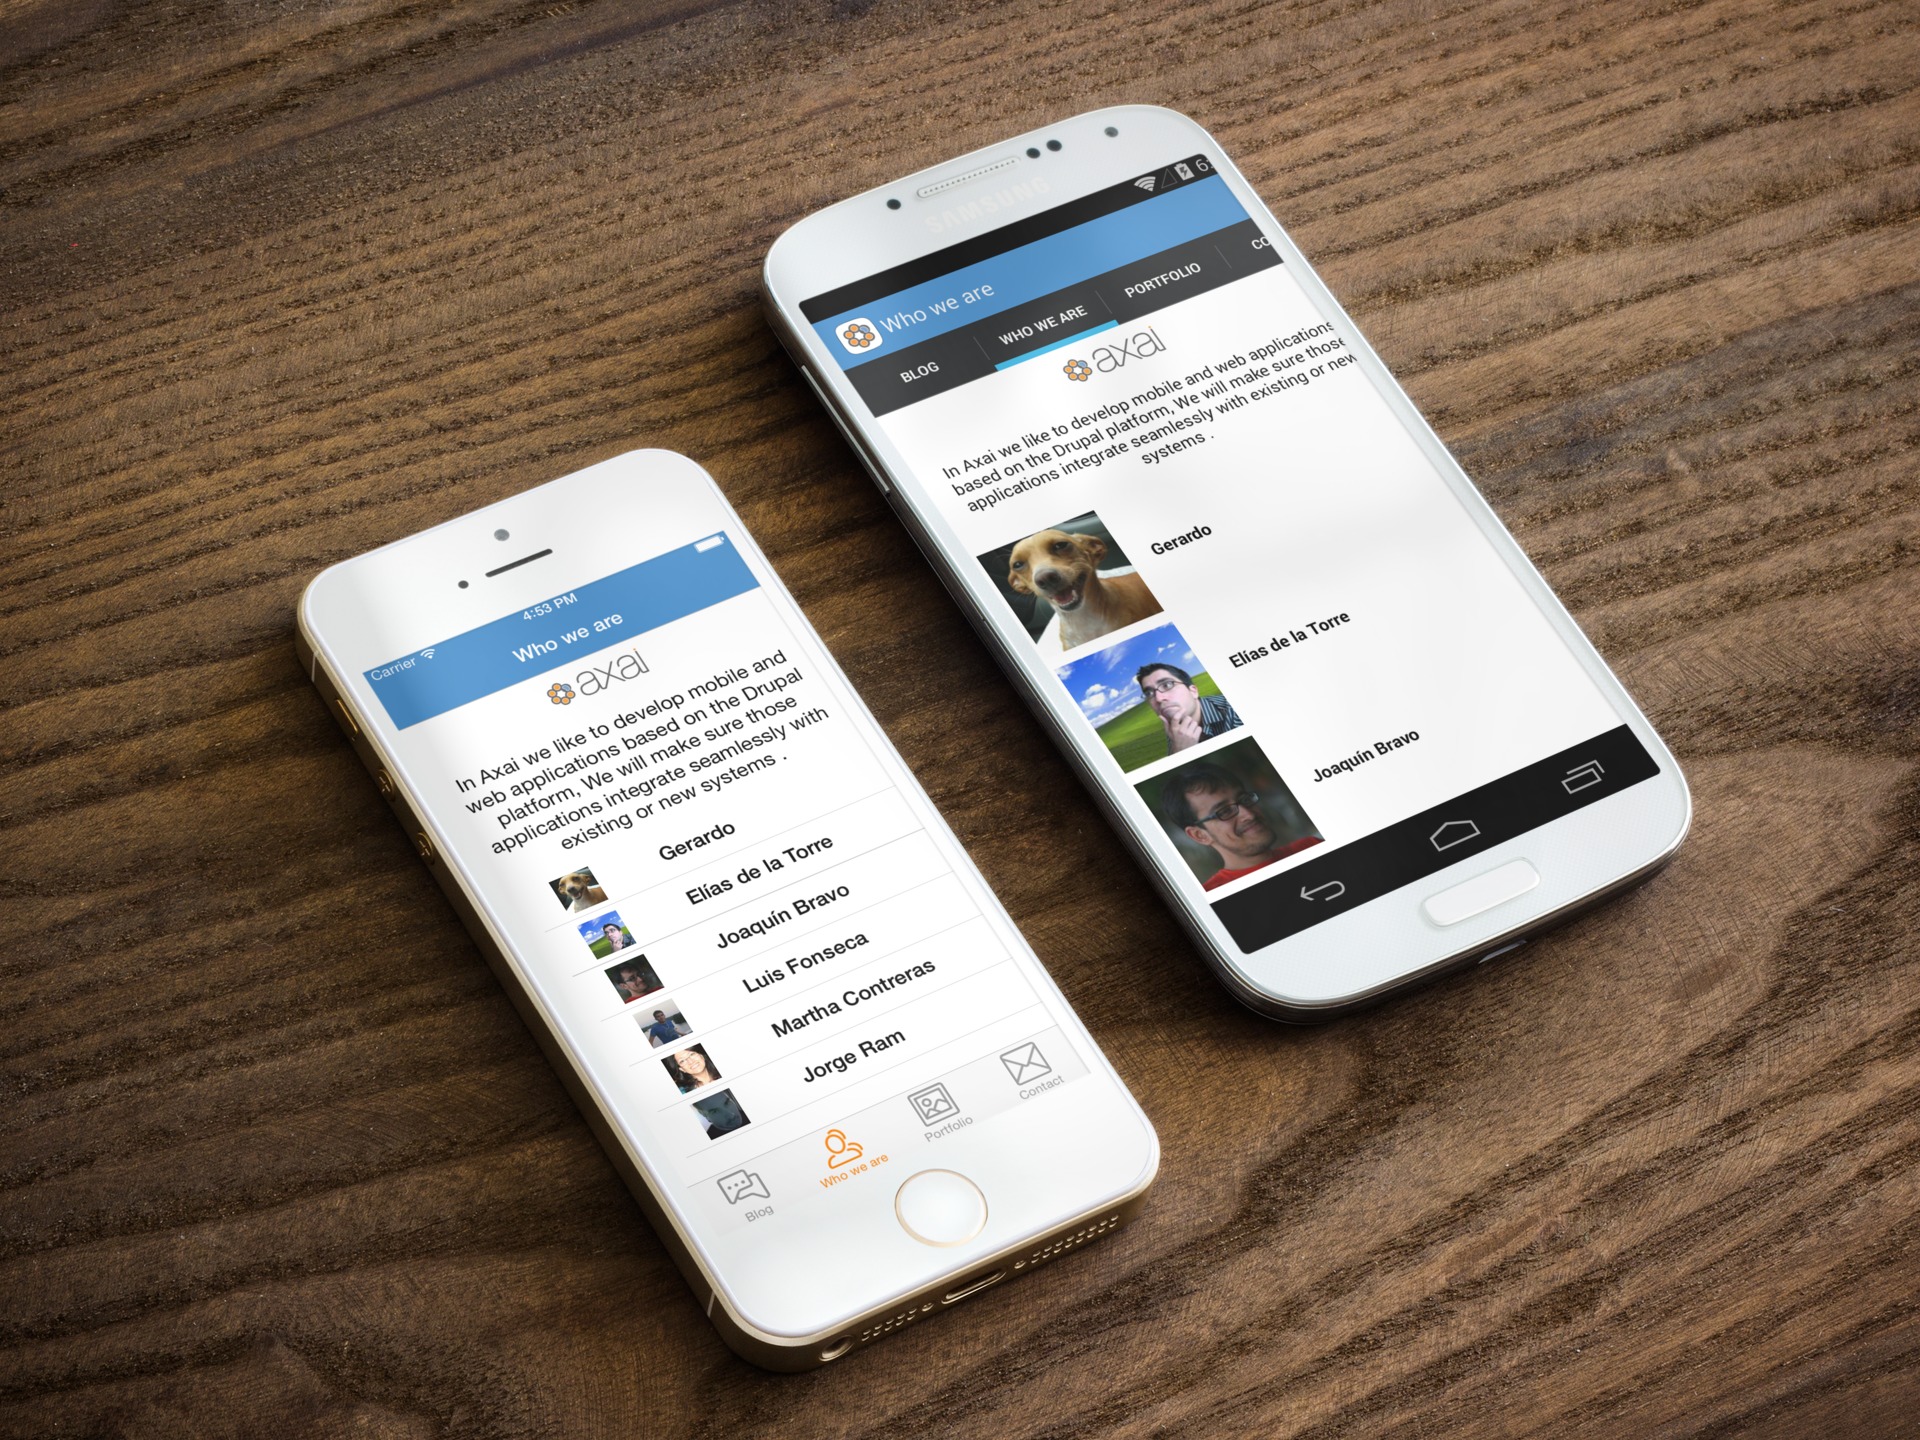 Carrier
4:53 PM
Who we are
axai
In Axai we like to develop mobile and
web applications based on the Drupal
platform, We will make sure those
applications integrate seamlessly with
existing or new systems .
Gerardo
Elías de la Torre
Joaquín Bravo
Luis Fonseca
Martha Contreras
Jorge Ram
Blog
Who we are
Portfolio
Contact
SAMSUNG
6:
Who we are
BLOG
WHO WE ARE
PORTFOLIO
CO
axai
In Axai we like to develop mobile and web applications
based on the Drupal platform, We will make sure those
applications integrate seamlessly with existing or new
systems .
Gerardo
Elías de la Torre
Joaquín Bravo